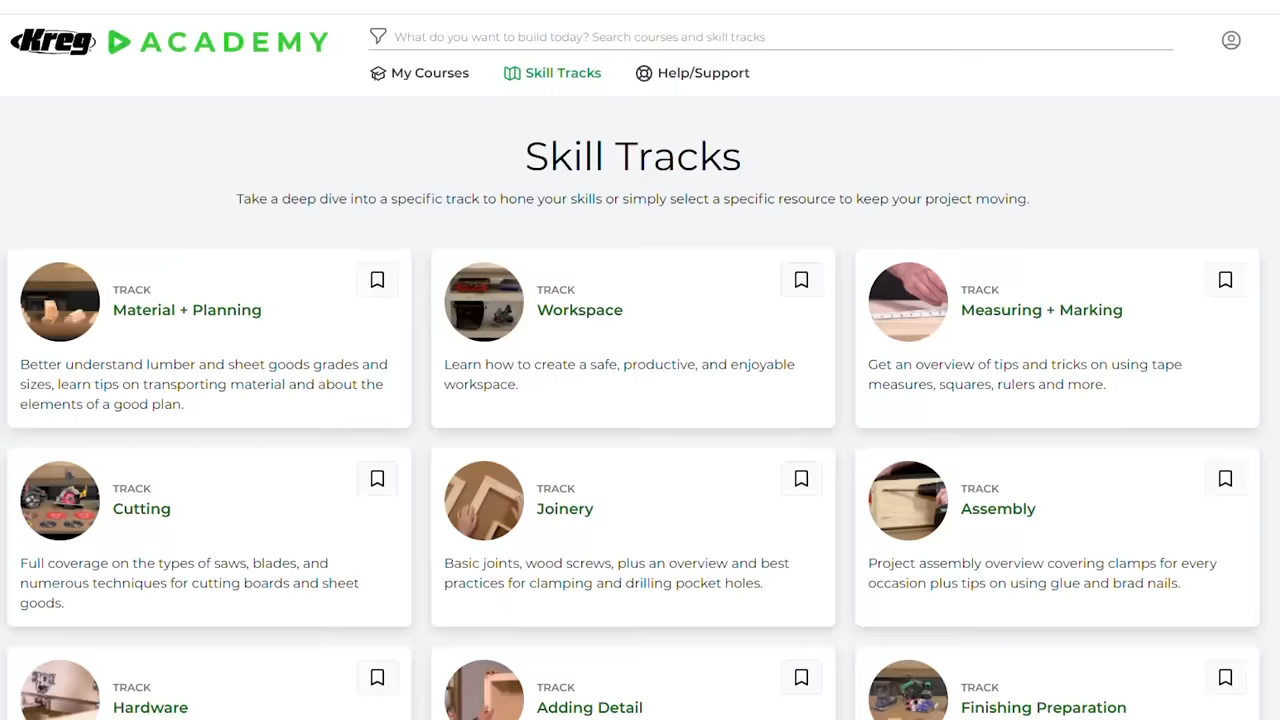 Kreg ACADEMY
What do you want to build today? Search courses and skill tracks
My Courses Skill Tracks Help/Support
Skill Tracks
Take a deep dive into a specific track to hone your skills or simply select a specific resource to keep your project moving.
TRACK
Material + Planning
Better understand lumber and sheet goods grades and
sizes, learn tips on transporting material and about the
elements of a good plan.
TRACK
Workspace
Learn how to create a safe, productive, and enjoyable
workspace.
TRACK
Measuring + Marking
Get an overview of tips and tricks on using tape
measures, squares, rulers and more.
TRACK
Cutting
Full coverage on the types of saws, blades, and
numerous techniques for cutting boards and sheet
goods.
TRACK
Joinery
Basic joints, wood screws, plus an overview and best
practices for clamping and drilling pocket holes.
TRACK
Assembly
Project assembly overview covering clamps for every
occasion plus tips on using glue and brad nails.
TRACK
Hardware
TRACK
Adding Detail
TRACK
Finishing Preparation